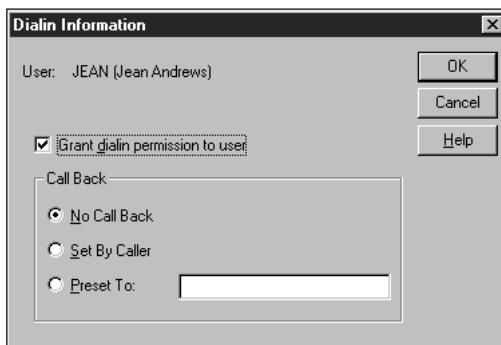 Dialin Information
User: JEAN (Jean Andrews)
OK
Cancel
Help
Grant dialin permission to user
Call Back
No Call Back
Set By Caller
Preset To: